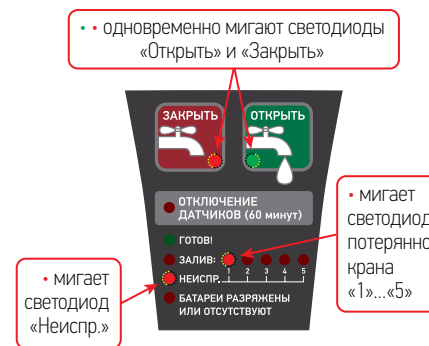 • • одновременно мигают светодиоды
«Открыть» и «Закрыть»
ЗАКРЫТЬ ОТКРЫТЬ
ОТКЛЮЧЕНИЕ
ДАТЧИКОВ (60 минут)
ГОТОВ!
ЗАЛИВ:
1 2 3 4 5
НЕИСПР.
БАТАРЕИ РАЗРЯЖЕНЫ
ИЛИ ОТСУТСТВУЮТ
• мигает
светодиод
потерянно
крана
«1»...«5»
• мигает
светодиод
«Неиспр.»